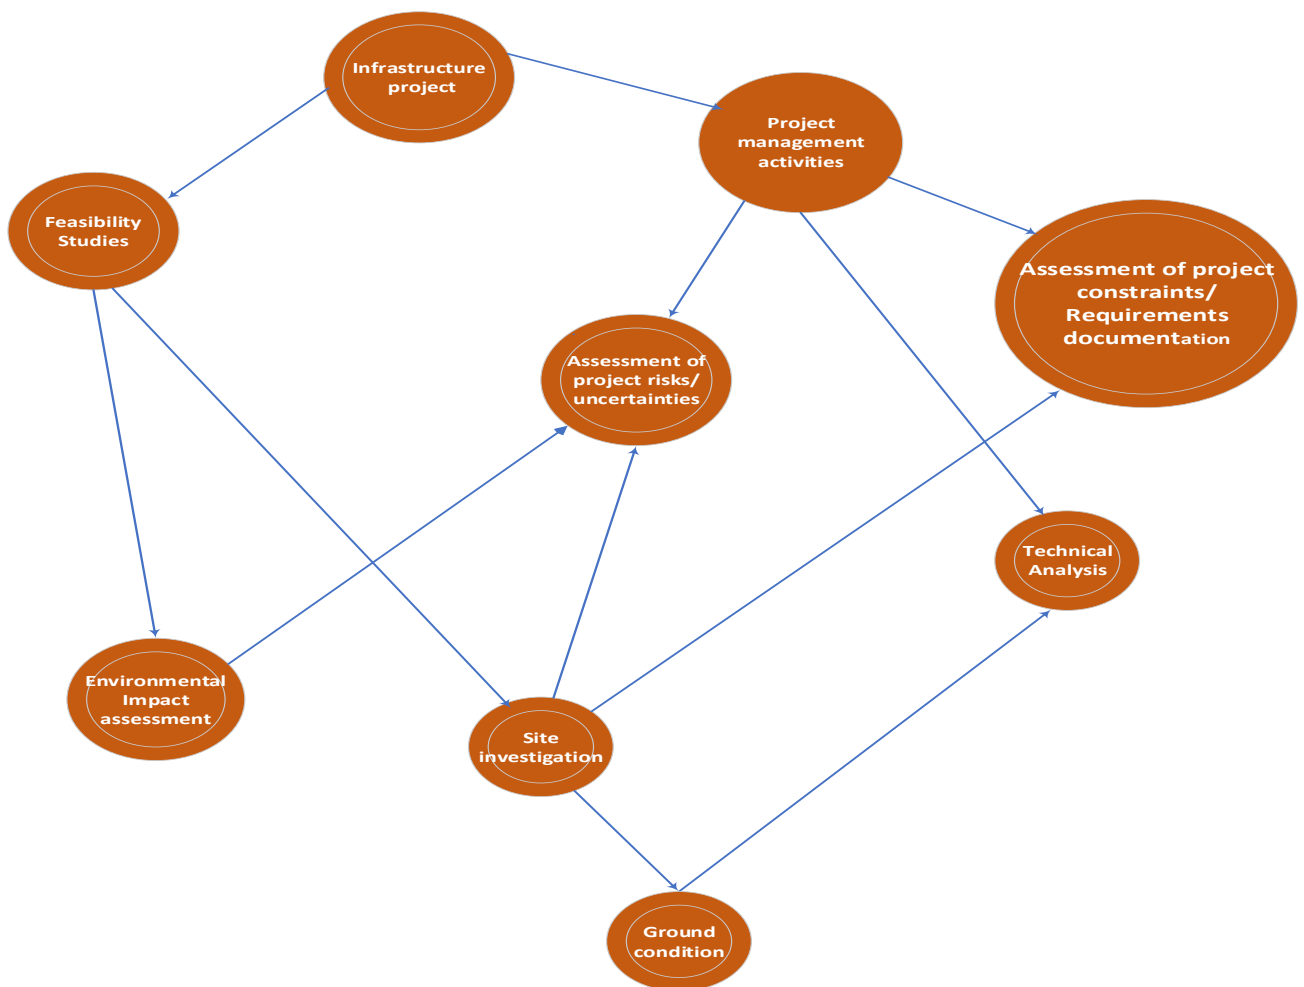 Infrastructure
project
Project
management
activities
Feasibility
Studies
Assessment of project
constraints/
Requirements
documentation
Assessment of
project risks/
uncertainties
Technical
Analysis
Environmental
Impact
assessment
Site
investigation
Ground
condition